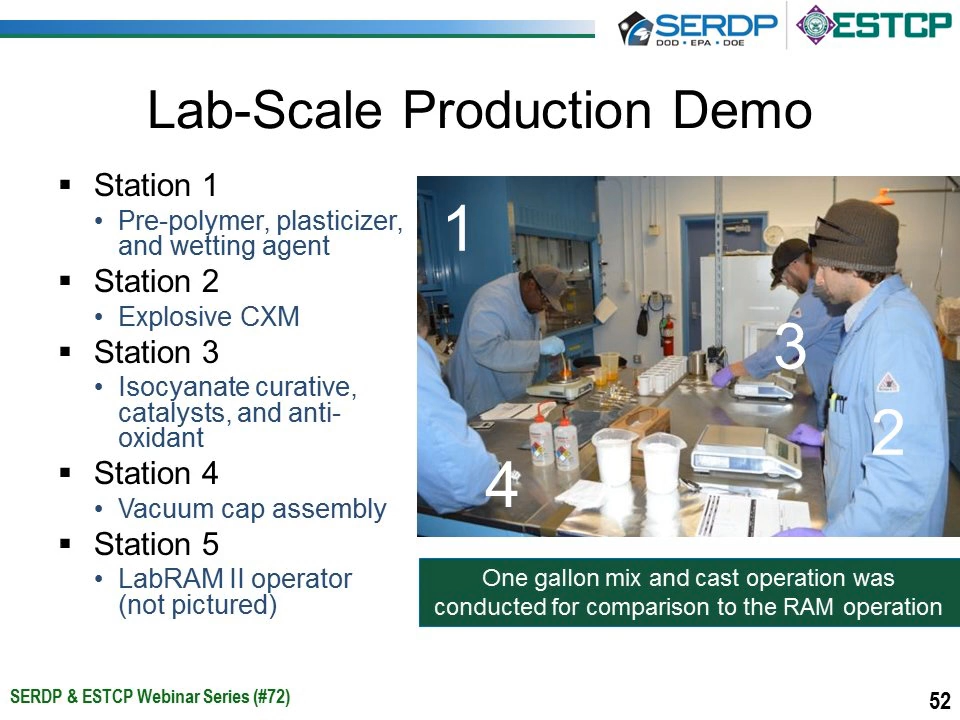 SERDP
DOD • EPA • DOE
ESTCP
Lab-Scale Production Demo
▪ Station 1
• Pre-polymer, plasticizer,
and wetting agent
▪ Station 2
• Explosive CXM
▪ Station 3
• Isocyanate curative,
catalysts, and anti-
oxidant
▪ Station 4
• Vacuum cap assembly
▪ Station 5
• LabRAM II operator
(not pictured)
1
3
2
4
One gallon mix and cast operation was
conducted for comparison to the RAM operation
SERDP & ESTCP Webinar Series (#72)
52